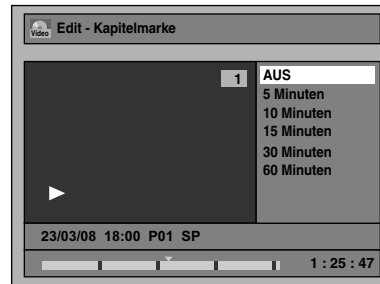 Video
Edit - Kapitelmarke
1
AUS
5 Minuten
10 Minuten
15 Minuten
30 Minuten
60 Minuten
23/03/08 18:00 P01 SP
1 : 25 : 47